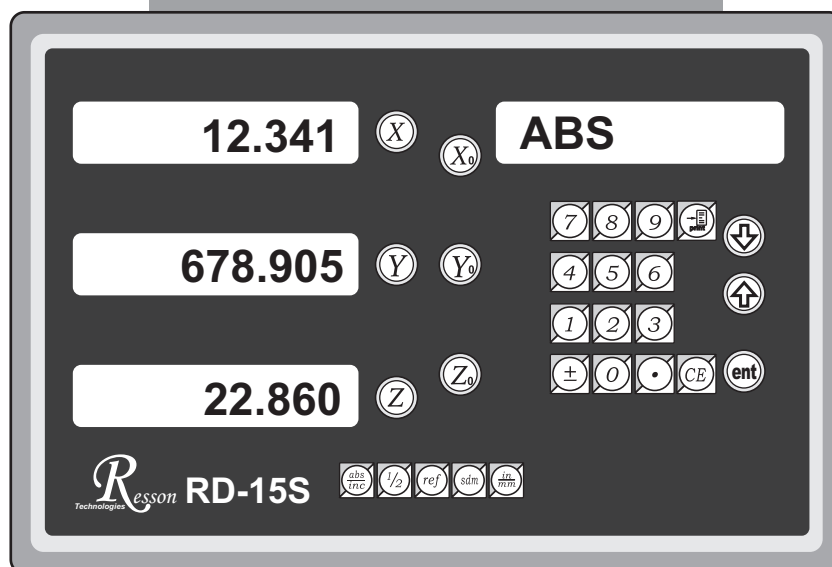 12.341 X X₀ ABS
7 8 9 print
678.905 Y Y₀
4 5 6
1 2 3
22.860 Z Z₀
± 0 • CE ent
Resson Technologies RD-15S abs/inc 1/2 ref sdm in/mm